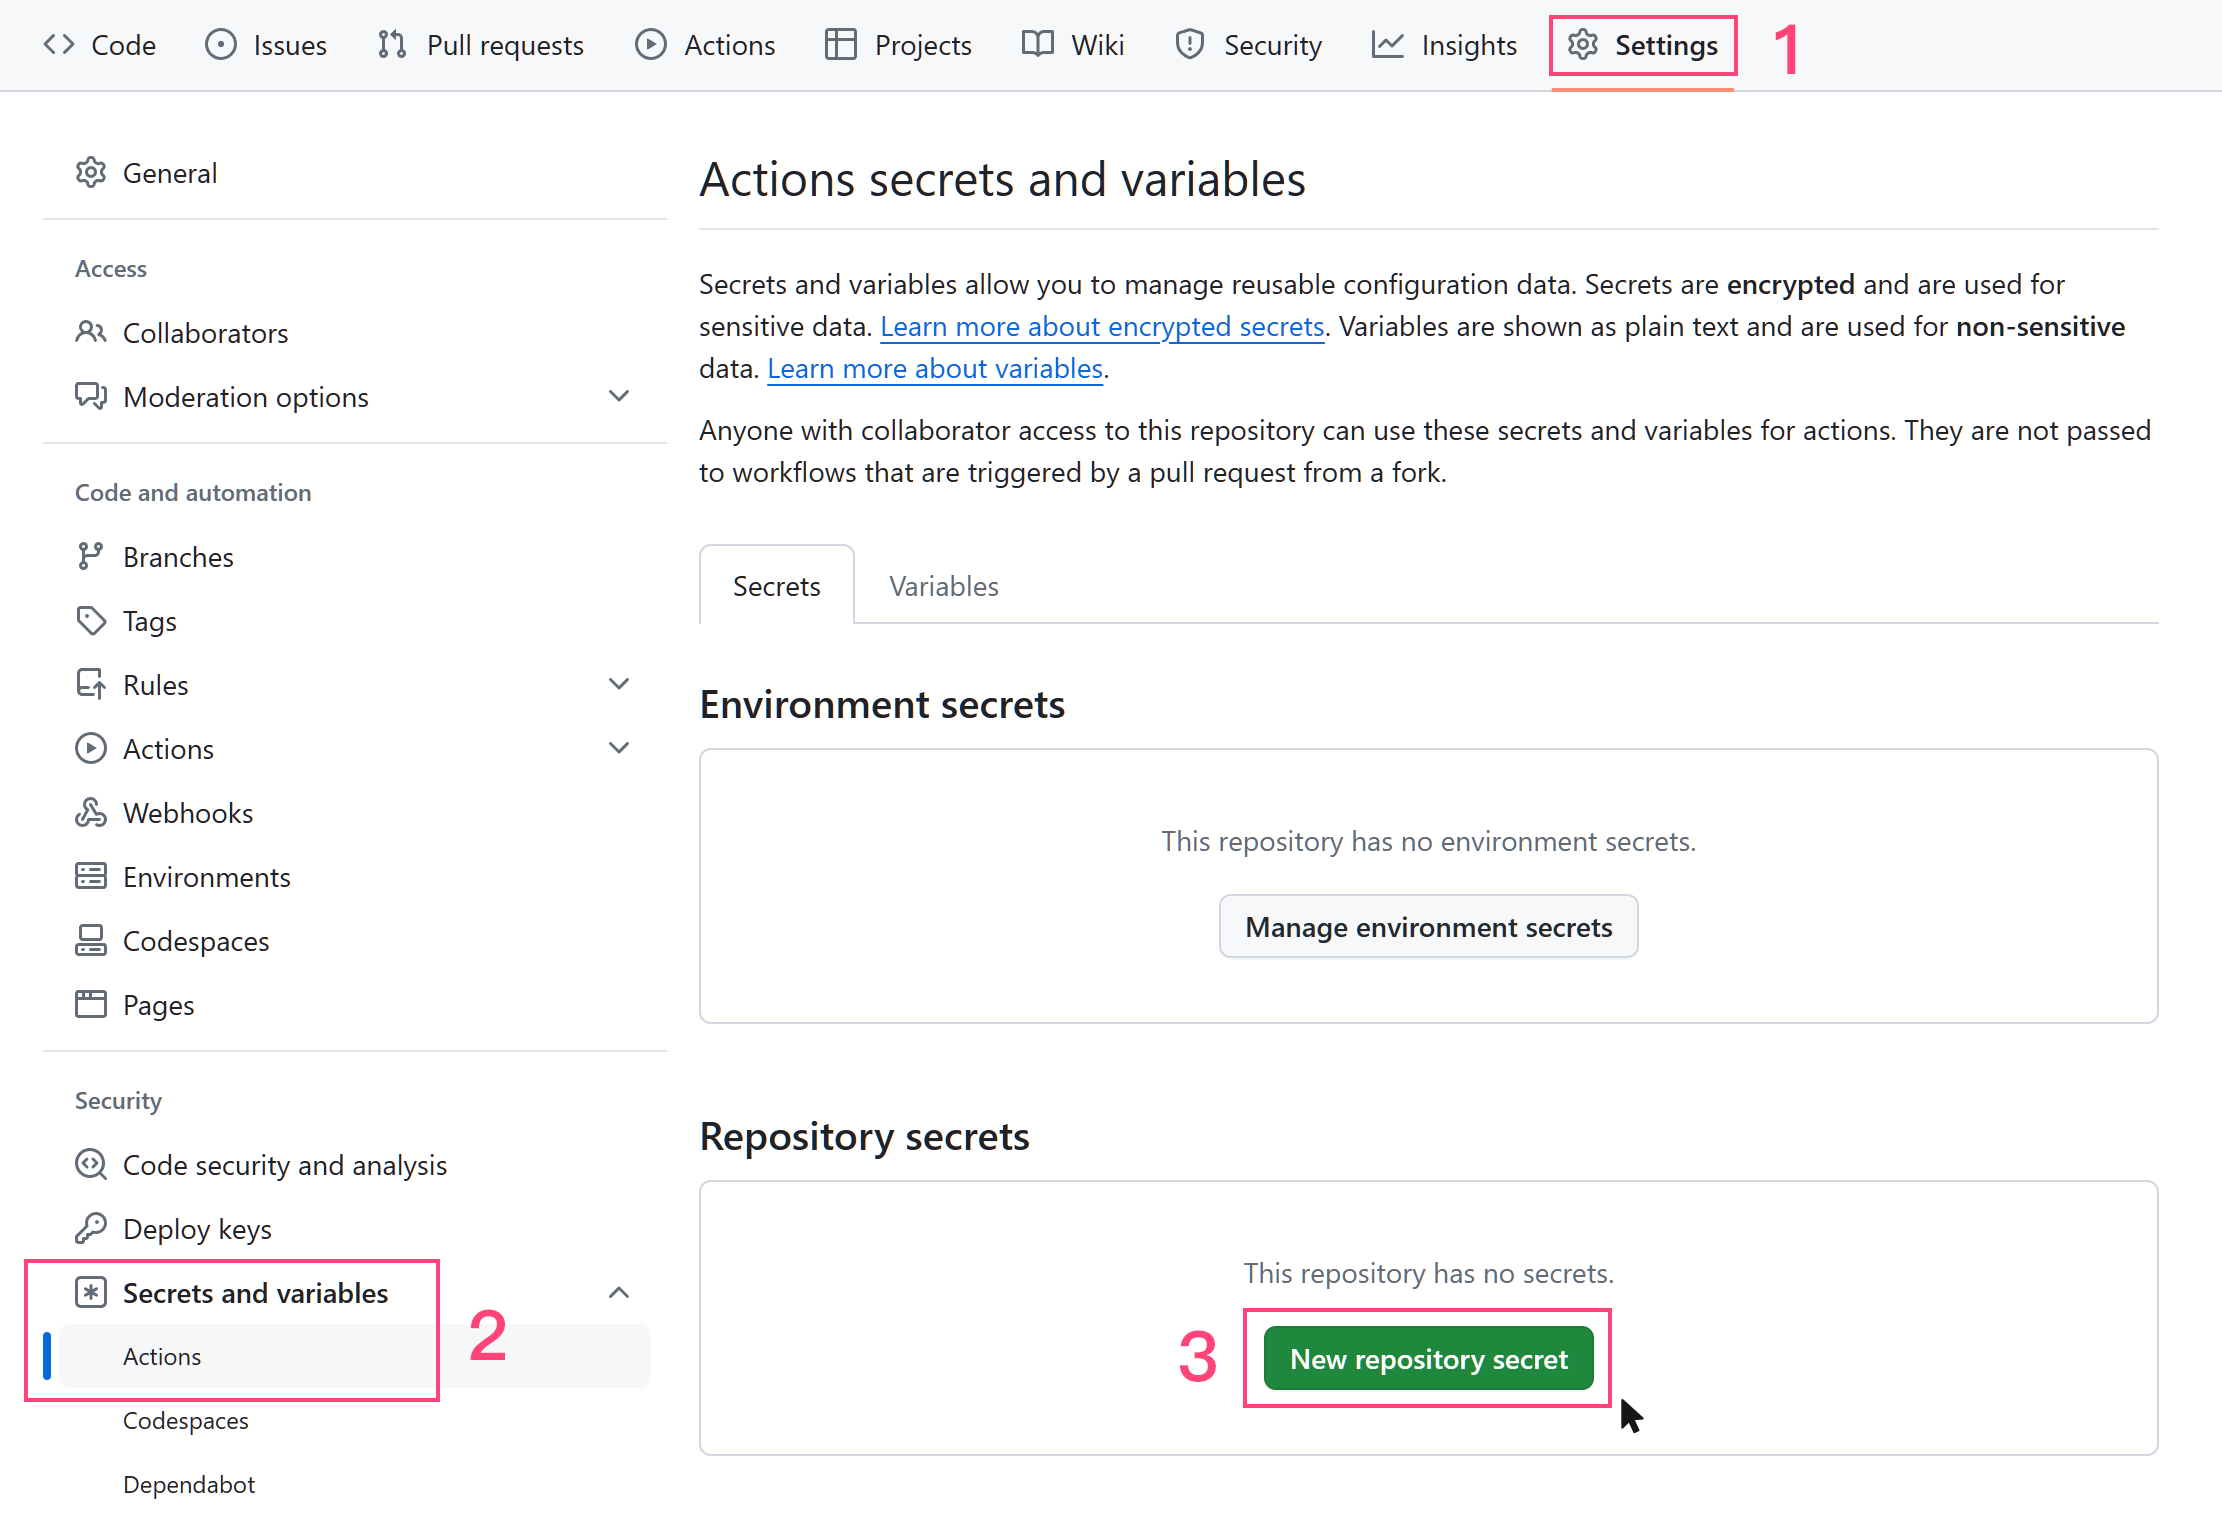 Code Issues Pull requests Actions Projects Wiki Security Insights Settings 1
General
Access
Collaborators
Moderation options
Code and automation
Branches
Tags
Rules
Actions
Webhooks
Environments
Codespaces
Pages
Security
Code security and analysis
Deploy keys
Secrets and variables
2
Actions
Codespaces
Dependabot
Actions secrets and variables
Secrets and variables allow you to manage reusable configuration data. Secrets are encrypted and are used for
sensitive data. Learn more about encrypted secrets. Variables are shown as plain text and are used for non-sensitive
data. Learn more about variables.
Anyone with collaborator access to this repository can use these secrets and variables for actions. They are not passed
to workflows that are triggered by a pull request from a fork.
Secrets Variables
Environment secrets
This repository has no environment secrets.
Manage environment secrets
Repository secrets
This repository has no secrets.
3 New repository secret